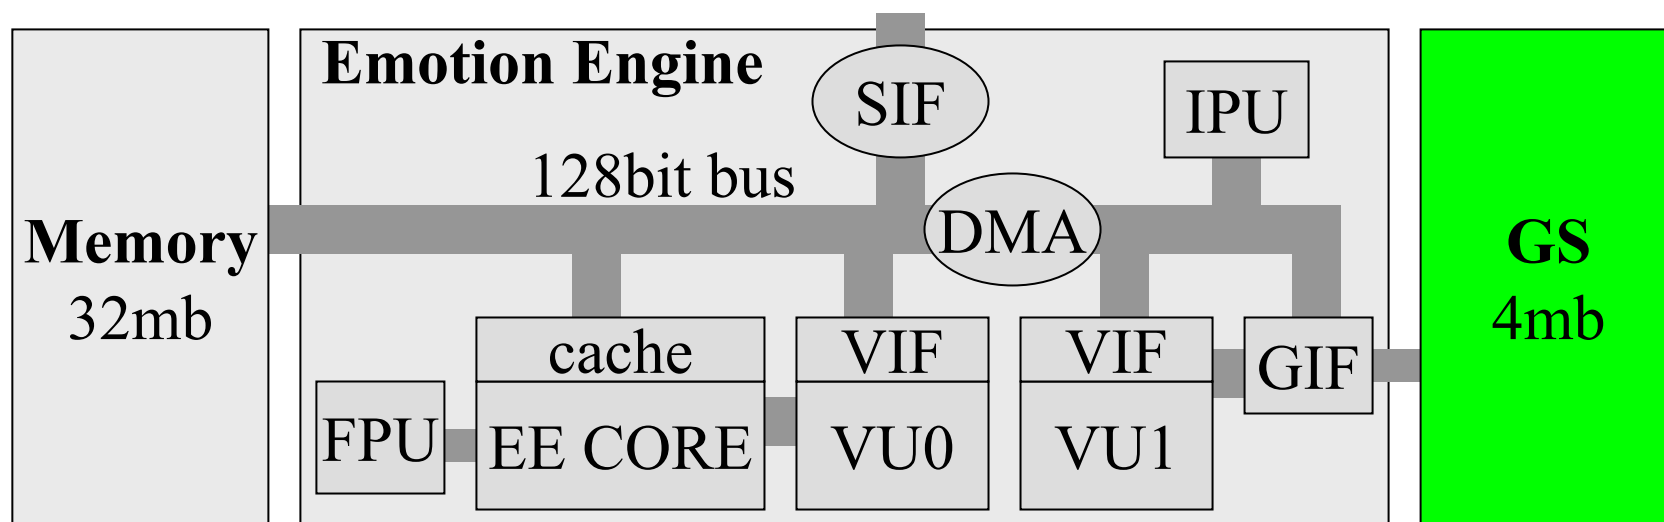 Emotion Engine
SIF
IPU
128bit bus
DMA
Memory
32mb
GS
4mb
cache
VIF
VIF
GIF
FPU
EE CORE
VU0
VU1